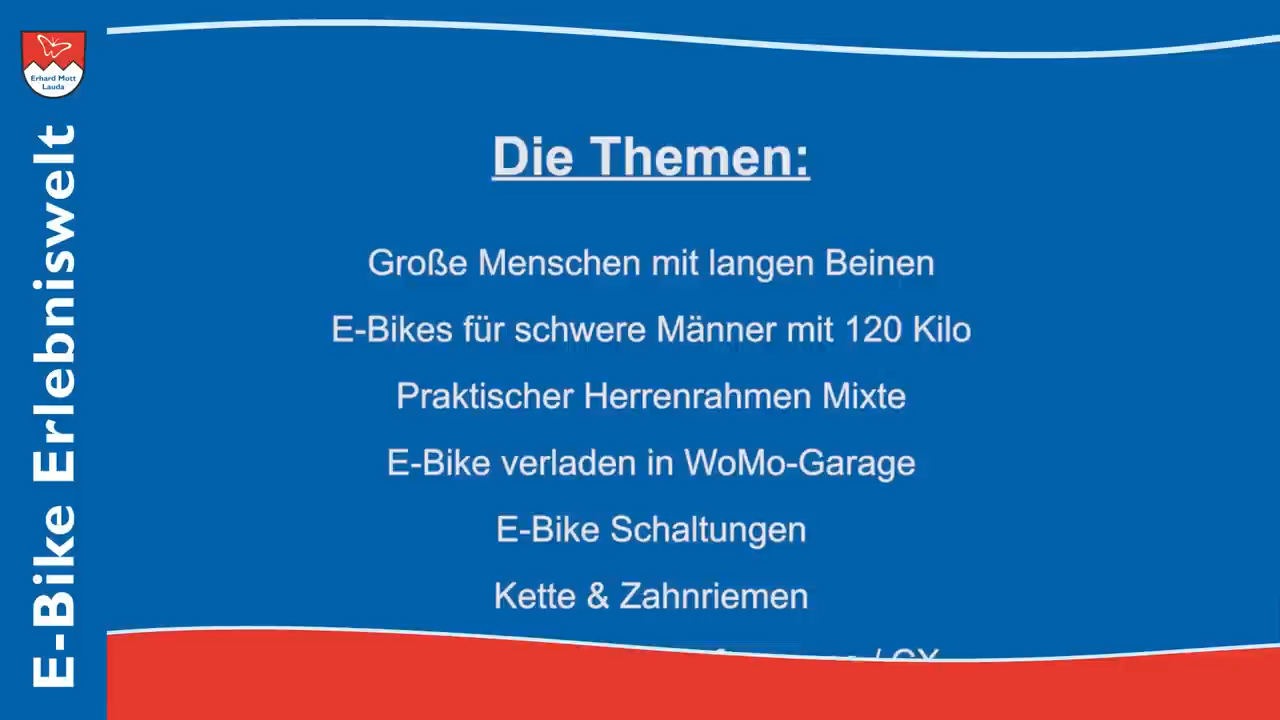 Erhard Mott
Lauda
E-Bike Erlebniswelt
Die Themen:
Große Menschen mit langen Beinen
E-Bikes für schwere Männer mit 120 Kilo
Praktischer Herrenrahmen Mixte
E-Bike verladen in WoMo-Garage
E-Bike Schaltungen
Kette & Zahnriemen
/ CX